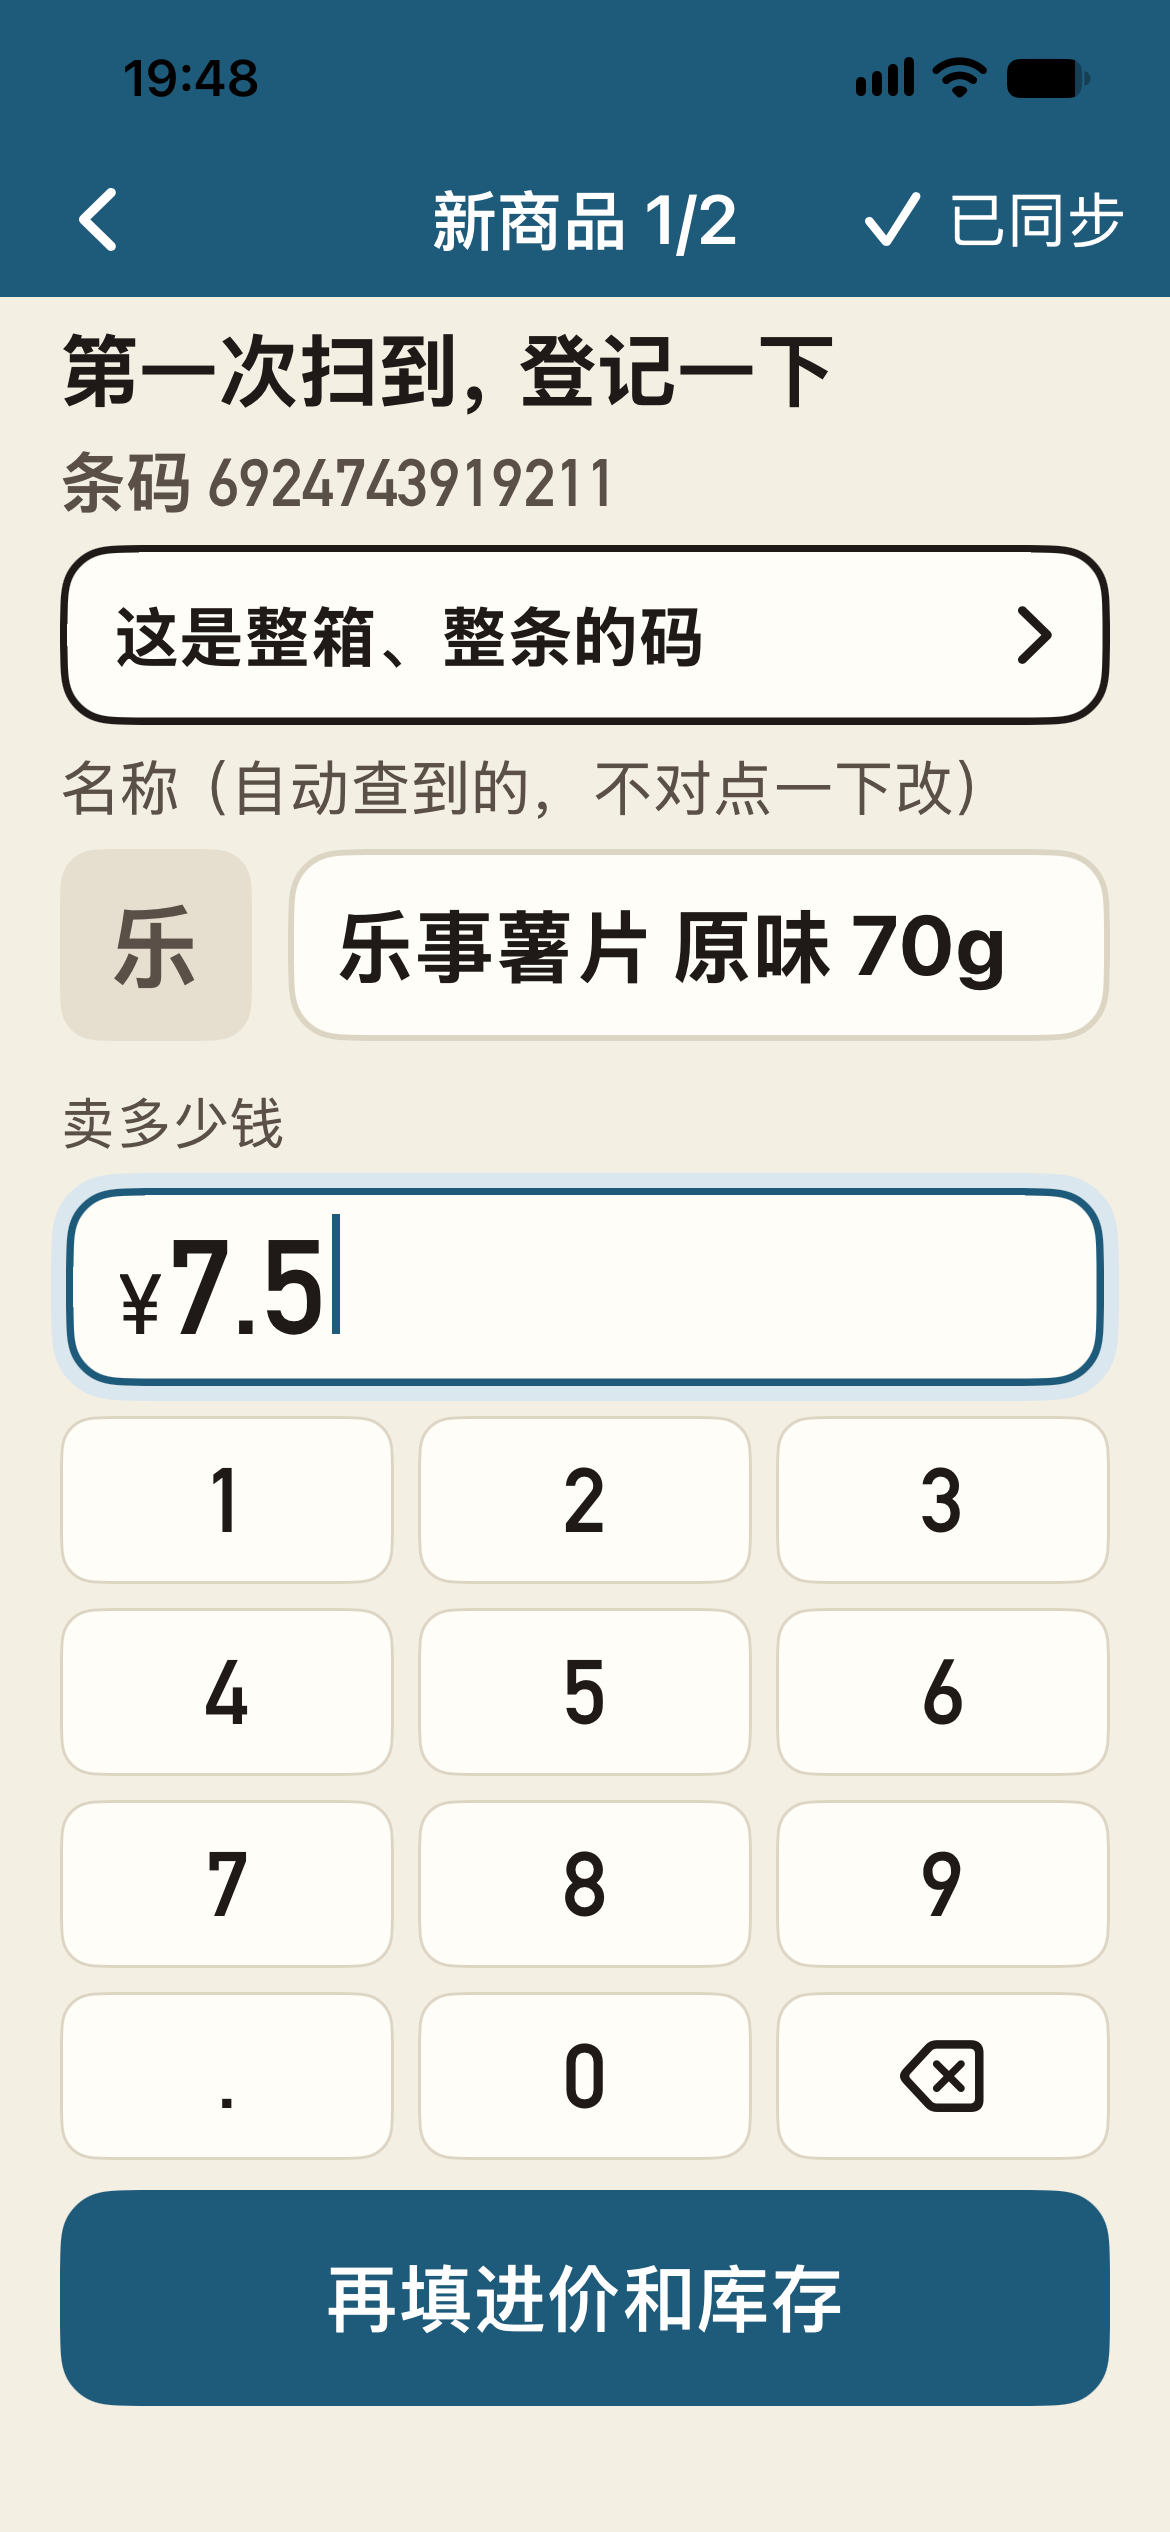 19:48
新商品 1/2
已同步
第一次扫到，登记一下
条码 6924743919211
这是整箱、整条的码
名称（自动查到的，不对点一下改）
乐
乐事薯片 原味 70g
卖多少钱
¥7.5
1 2 3
4 5 6
7 8 9
. 0
再填进价和库存